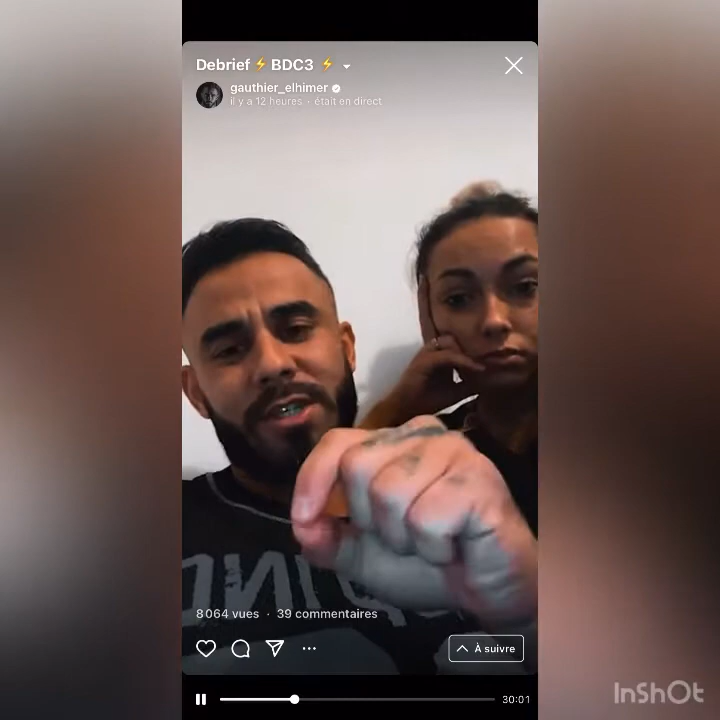 Debrief⚡BDC3 ⚡
gauthier_elhimer
il y a 12 heures · était en direct
8 064 vues · 39 commentaires
À suivre
30:01
InShOt